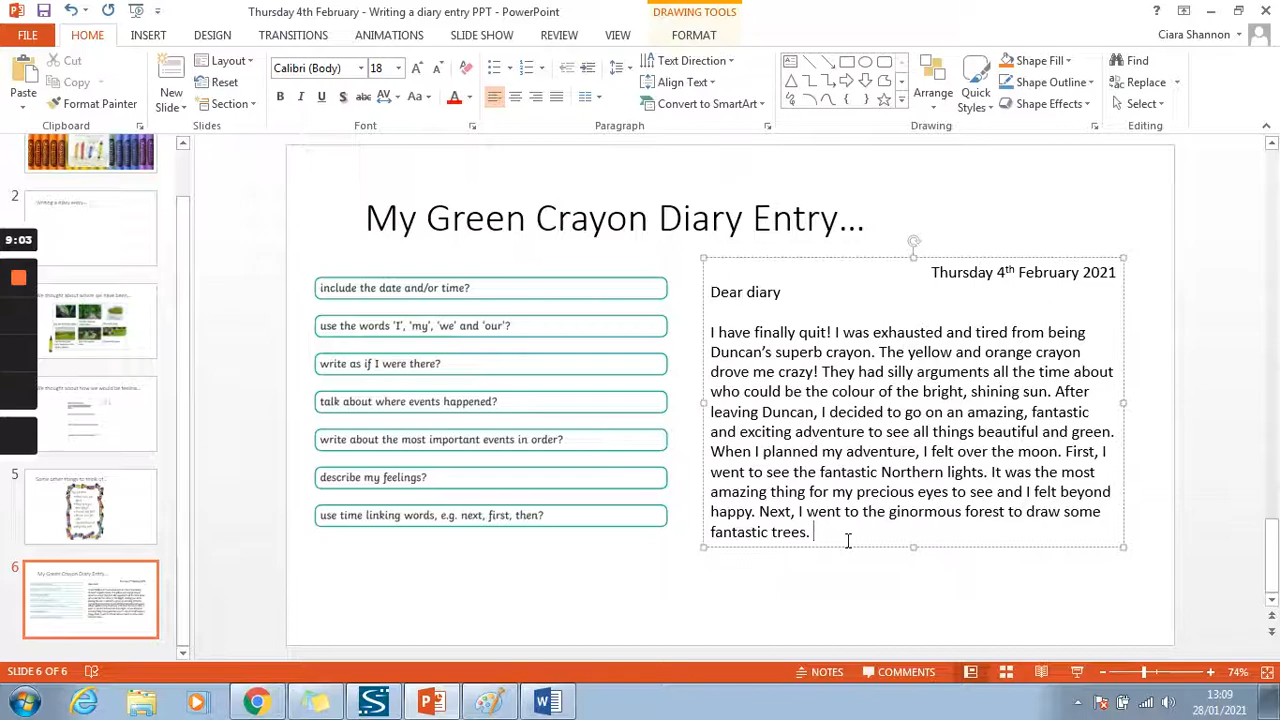 Thursday 4th February - Writing a diary entry PPT - PowerPoint
DRAWING TOOLS
FILE HOME INSERT DESIGN TRANSITIONS ANIMATIONS SLIDE SHOW REVIEW VIEW FORMAT
Ciara Shannon
Paste
Cut
Copy
Format Painter
Clipboard
New Slide
Layout
Reset
Section
Slides
Calibri (Body) 18
Font
Text Direction
Align Text
Convert to SmartArt
Paragraph
Arrange
Quick Styles
Shape Fill
Shape Outline
Shape Effects
Drawing
Find
Replace
Select
Editing
2
9:03
5
6
My Green Crayon Diary Entry…
include the date and/or time?
use the words 'I', 'my', 'we' and 'our'?
write as if I were there?
talk about where events happened?
write about the most important events in order?
describe my feelings?
use time linking words, e.g. next, first, then?
Thursday 4th February 2021
Dear diary
I have finally quit! I was exhausted and tired from being
Duncan's superb crayon. The yellow and orange crayon
drove me crazy! They had silly arguments all the time about
who could be the colour of the bright, shining sun. After
leaving Duncan, I decided to go on an amazing, fantastic
and exciting adventure to see all things beautiful and green.
When I planned my adventure, I felt over the moon. First, I
went to see the fantastic Northern lights. It was the most
amazing thing for my precious eyes to see and I felt beyond
happy. Next, I went to the ginormous forest to draw some
fantastic trees.
SLIDE 6 OF 6
NOTES
COMMENTS
74%
13:09
28/01/2021